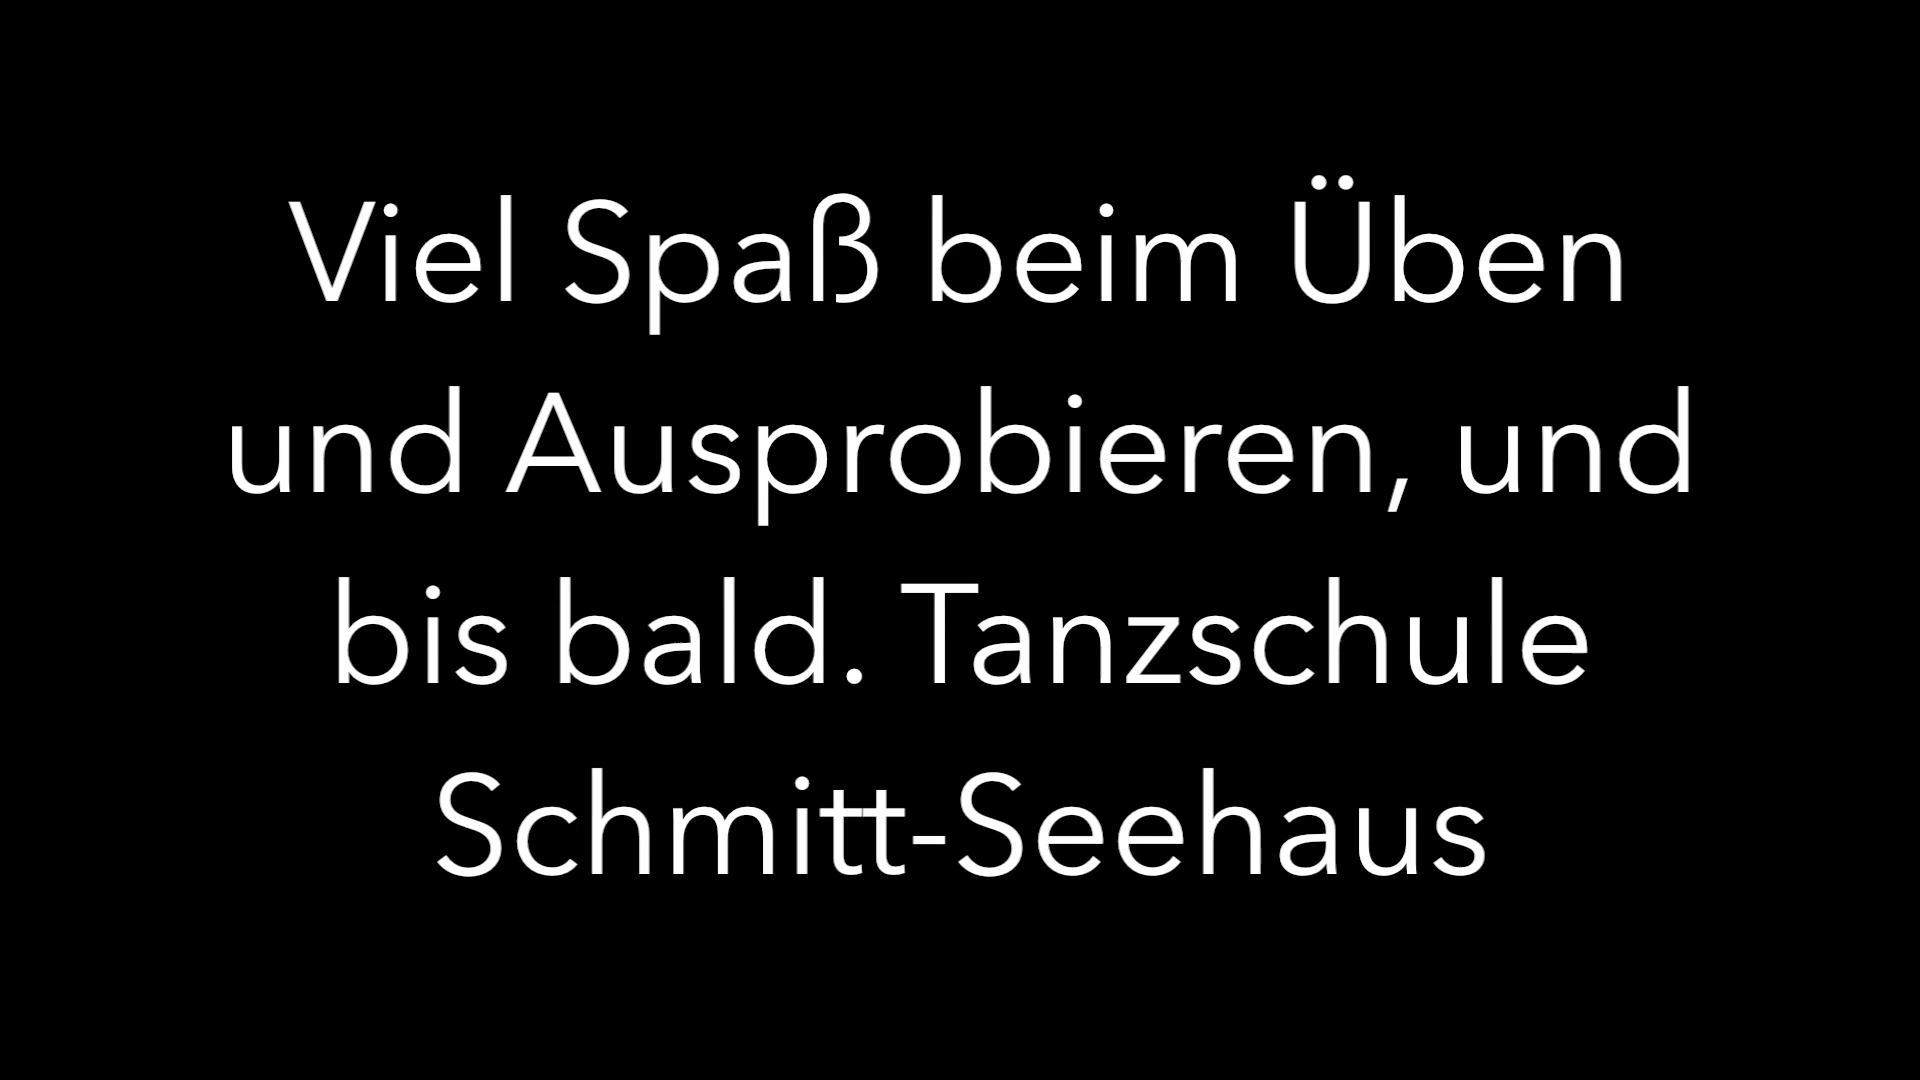 Viel Spaß beim Üben
und Ausprobieren, und
bis bald. Tanzschule
Schmitt-Seehaus